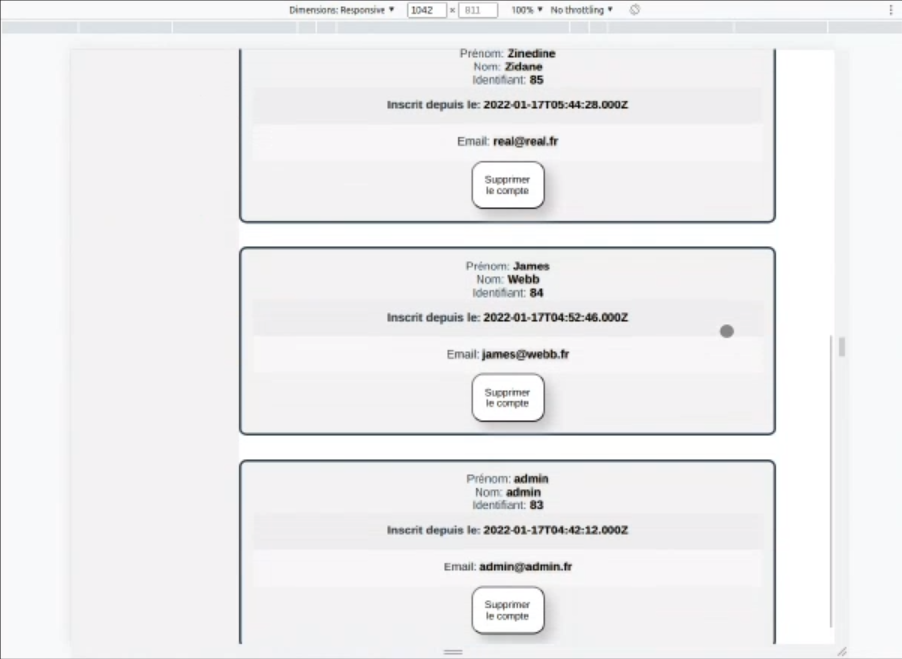 Dimensions: Responsive ▼ 1042 × 811 100% ▼ No throttling ▼
Prénom: Zinedine
Nom: Zidane
Identifiant: 85
Inscrit depuis le: 2022-01-17T05:44:28.000Z
Email: real@real.fr
Supprimer
le compte
Prénom: James
Nom: Webb
Identifiant: 84
Inscrit depuis le: 2022-01-17T04:52:46.000Z
Email: james@webb.fr
Supprimer
le compte
Prénom: admin
Nom: admin
Identifiant: 83
Inscrit depuis le: 2022-01-17T04:42:12.000Z
Email: admin@admin.fr
Supprimer
le compte